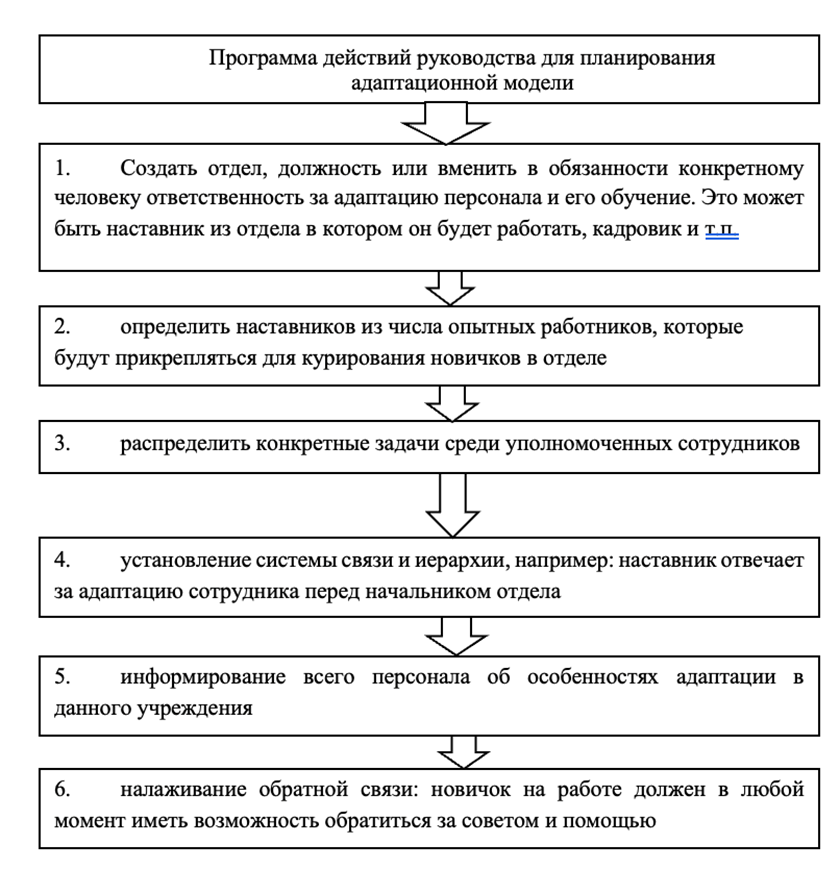 Программа действий руководства для планирования
адаптационной модели
1. Создать отдел, должность или вменить в обязанности конкретному
человеку ответственность за адаптацию персонала и его обучение. Это может
быть наставник из отдела в котором он будет работать, кадровик и т.п.
2. определить наставников из числа опытных работников, которые
будут прикрепляться для курирования новичков в отделе
3. распределить конкретные задачи среди уполномоченных сотрудников
4. установление системы связи и иерархии, например: наставник отвечает
за адаптацию сотрудника перед начальником отдела
5. информирование всего персонала об особенностях адаптации в
данного учреждения
6. налаживание обратной связи: новичок на работе должен в любой
момент иметь возможность обратиться за советом и помощью